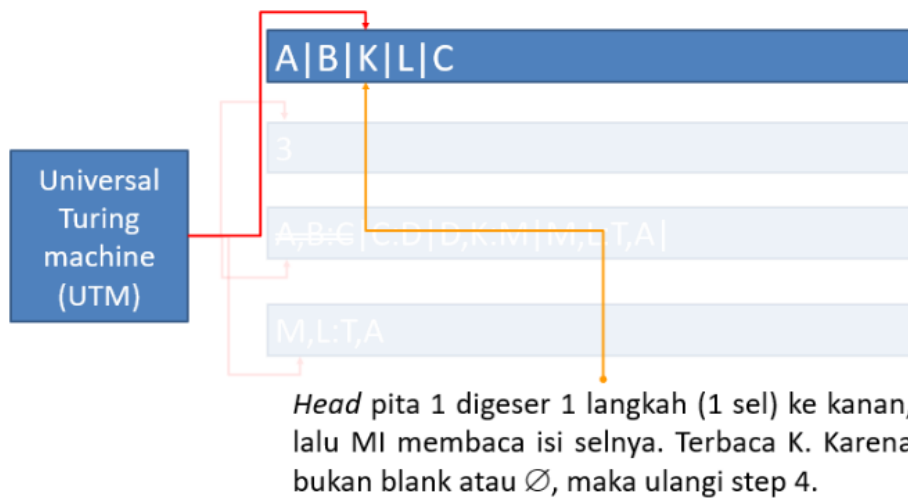 A|B|K|L|C
3
Universal
Turing
machine
(UTM)
A,B:C|C:D|D,K:M|M,L:T,A|
M,L:T,A
Head pita 1 digeser 1 langkah (1 sel) ke kanan,
lalu MI membaca isi selnya. Terbaca K. Karena
bukan blank atau ∅, maka ulangi step 4.